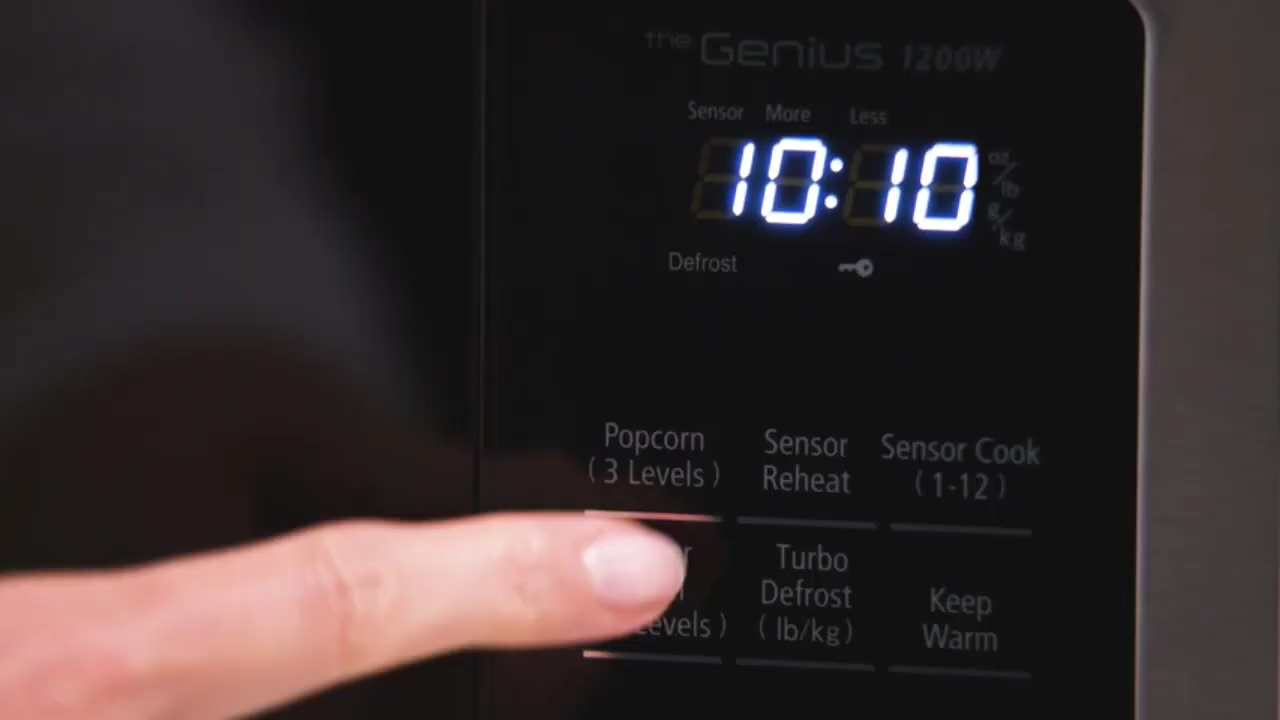 the Genius 1200W
Sensor More Less
10:10
oz/lb
g/kg
Defrost
Popcorn
( 3 Levels )
Sensor
Reheat
Sensor Cook
( 1-12 )
Levels )
Turbo
Defrost
( lb/kg )
Keep
Warm